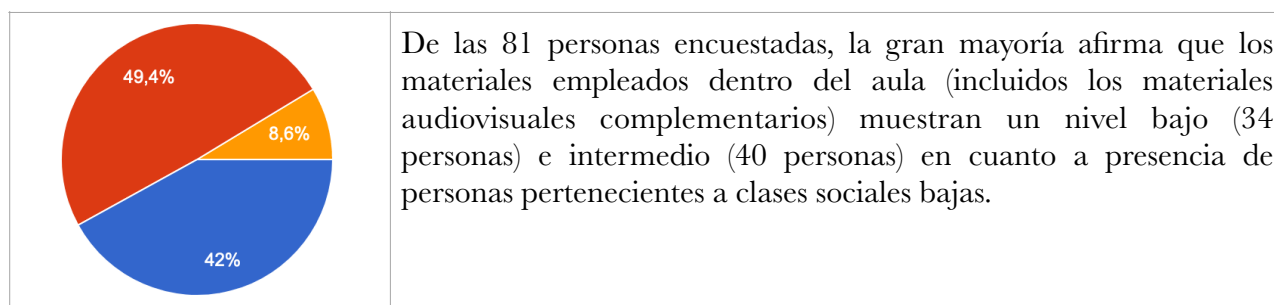 49,4%
8,6%
42%
De las 81 personas encuestadas, la gran mayoría afirma que los
materiales empleados dentro del aula (incluidos los materiales
audiovisuales complementarios) muestran un nivel bajo (34
personas) e intermedio (40 personas) en cuanto a presencia de
personas pertenecientes a clases sociales bajas.